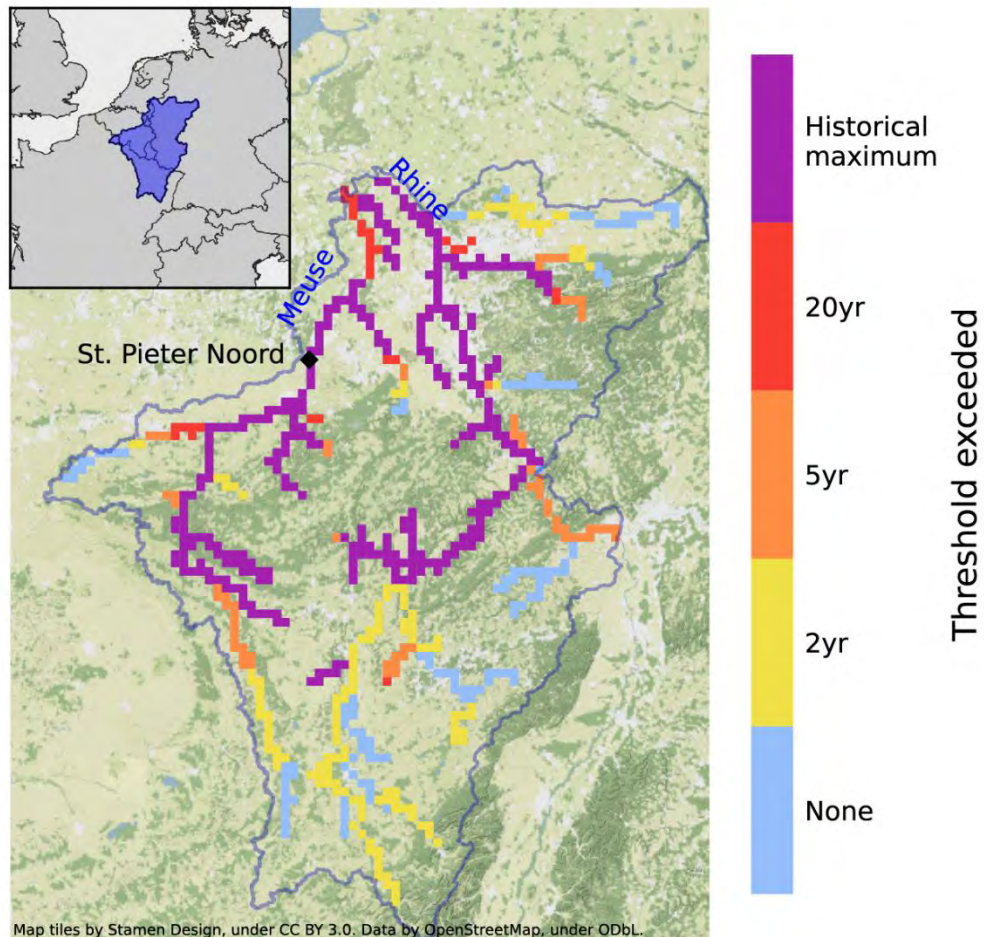 Rhine
Meuse
St. Pieter Noord
Map tiles by Stamen Design, under CC BY 3.0. Data by OpenStreetMap, under ODbL.
Historical
maximum
20yr
5yr
2yr
None
Threshold exceeded